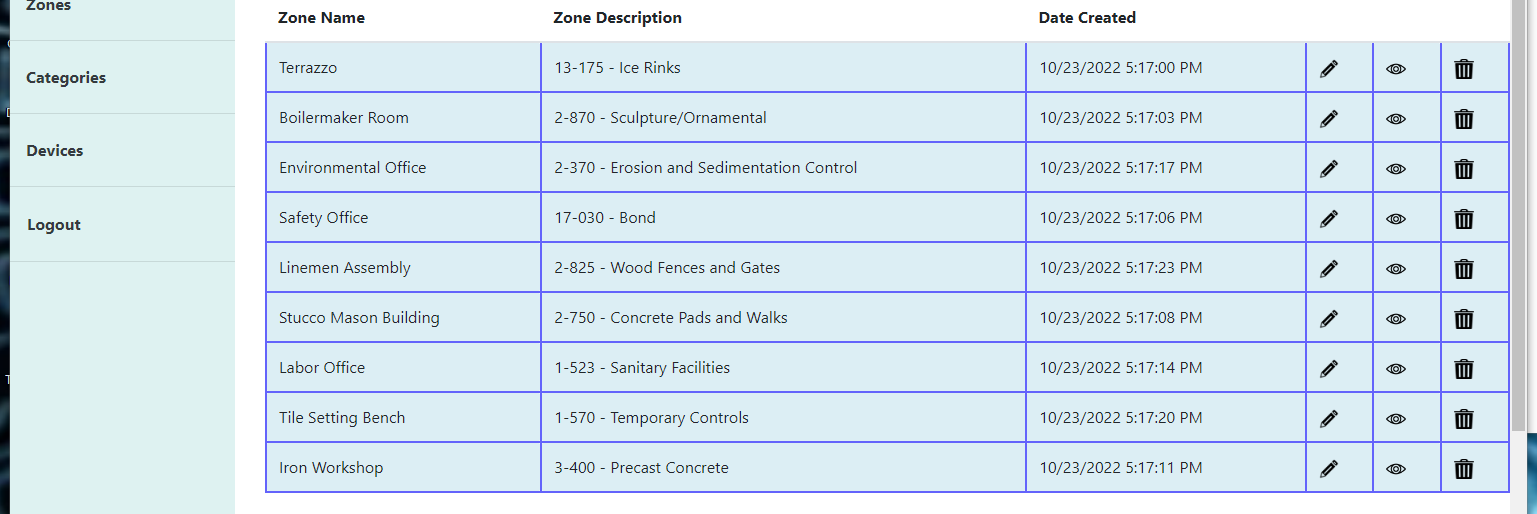 Zones
Categories
Devices
Logout
Zone Name Zone Description Date Created
Terrazzo 13-175 - Ice Rinks 10/23/2022 5:17:00 PM
Boilermaker Room 2-870 - Sculpture/Ornamental 10/23/2022 5:17:03 PM
Environmental Office 2-370 - Erosion and Sedimentation Control 10/23/2022 5:17:17 PM
Safety Office 17-030 - Bond 10/23/2022 5:17:06 PM
Linemen Assembly 2-825 - Wood Fences and Gates 10/23/2022 5:17:23 PM
Stucco Mason Building 2-750 - Concrete Pads and Walks 10/23/2022 5:17:08 PM
Labor Office 1-523 - Sanitary Facilities 10/23/2022 5:17:14 PM
Tile Setting Bench 1-570 - Temporary Controls 10/23/2022 5:17:20 PM
Iron Workshop 3-400 - Precast Concrete 10/23/2022 5:17:11 PM